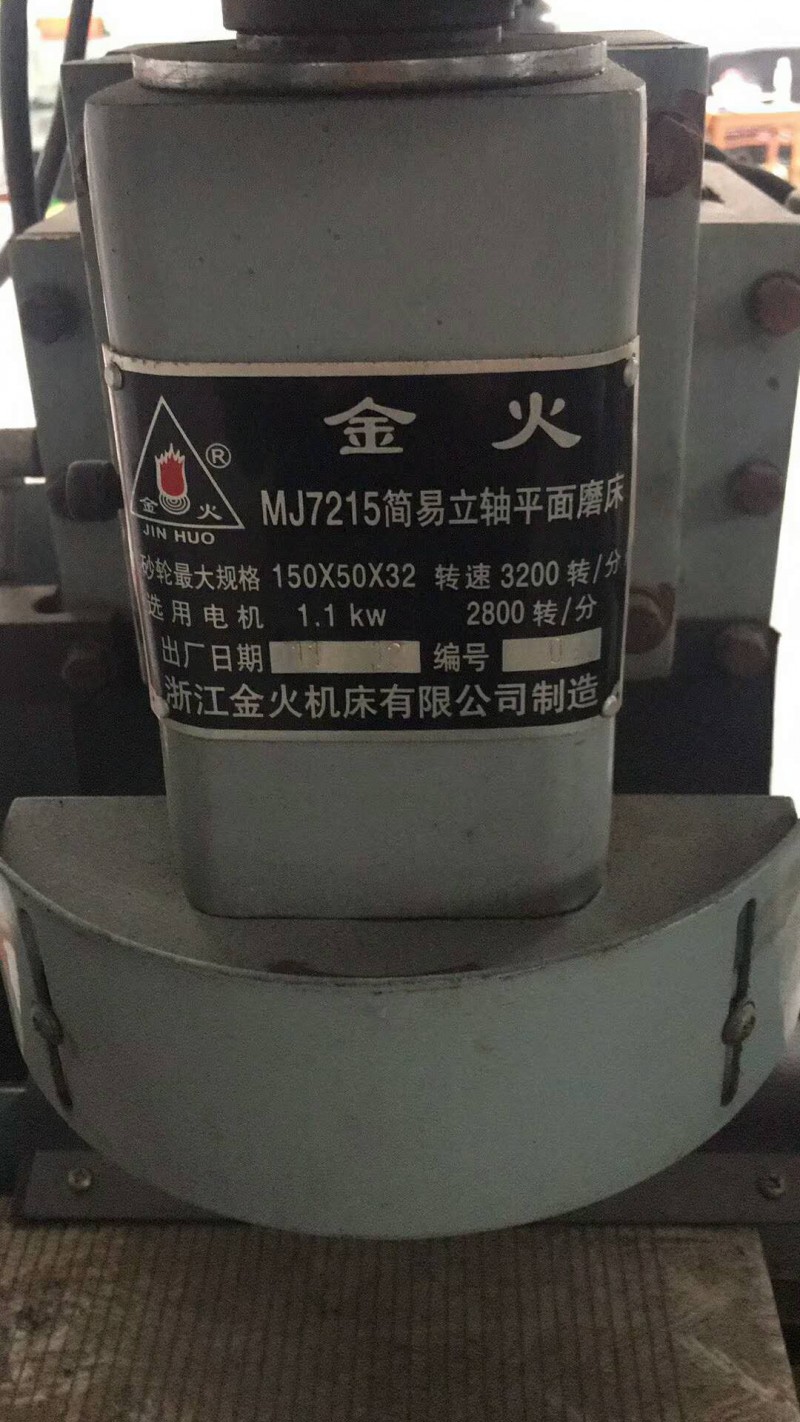 金火
®
金 火
JIN HUO
MJ7215简易立轴平面磨床
砂轮最大规格 150X50X32 转速 3200 转/分
选用电机 1.1 kw 2800 转/分
出厂日期 编号
浙江金火机床有限公司制造